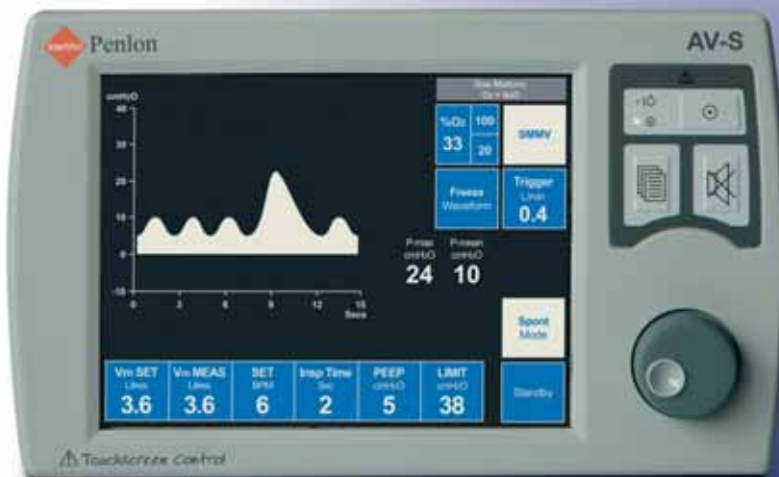 Penlon
AV-S
cmH₂O
40
30
20
10
0
-10
0 3 6 9 12 15
Secs
%O₂ 100
33 20
SMMV
Freeze
Waveform
Trigger
L/min
0.4
P-max P-mean
cmH₂O cmH₂O
24 10
Spont
Mode
Vm SET Vm MEAS SET Insp Time PEEP LIMIT
Litres Litres BPM Sec cmH₂O cmH₂O
3.6 3.6 6 2 5 38
Standby
Touchscreen Control